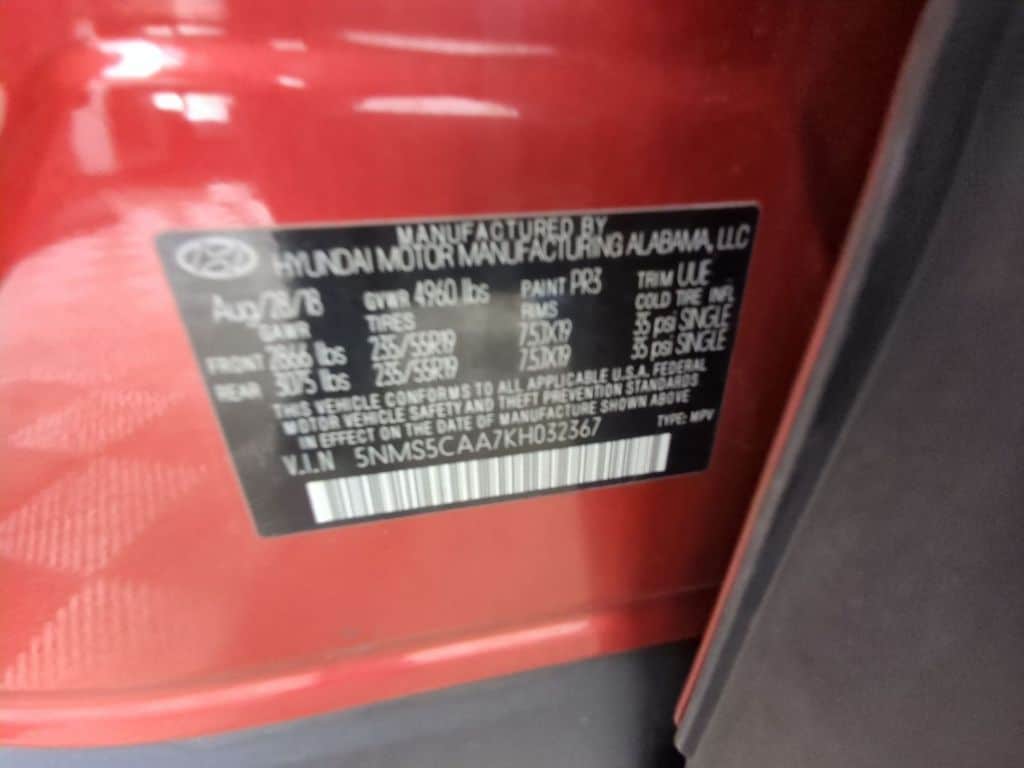 MANUFACTURED BY
HYUNDAI MOTOR MANUFACTURING ALABAMA, LLC
Aug/28/18 GVWR 4960 lbs PAINT PR3 TRIM UUE
GAWR TIRES RIMS COLD TIRE INFL
FRONT 2866 lbs 235/55R19 7.5JX19 35 psi SINGLE
REAR 3075 lbs 235/55R19 7.5JX19 35 psi SINGLE
THIS VEHICLE CONFORMS TO ALL APPLICABLE U.S.A. FEDERAL
MOTOR VEHICLE SAFETY AND THEFT PREVENTION STANDARDS
IN EFFECT ON THE DATE OF MANUFACTURE SHOWN ABOVE
V.I.N 5NMS5CAA7KH032367 TYPE: MPV